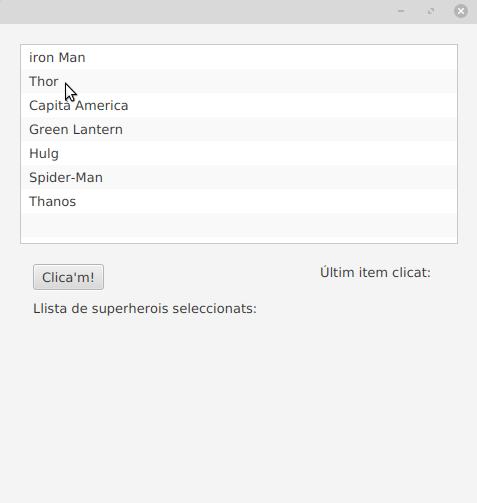 iron Man
Thor
Capità America
Green Lantern
Hulg
Spider-Man
Thanos
Clica'm!
Últim item clicat:
Llista de superherois seleccionats: